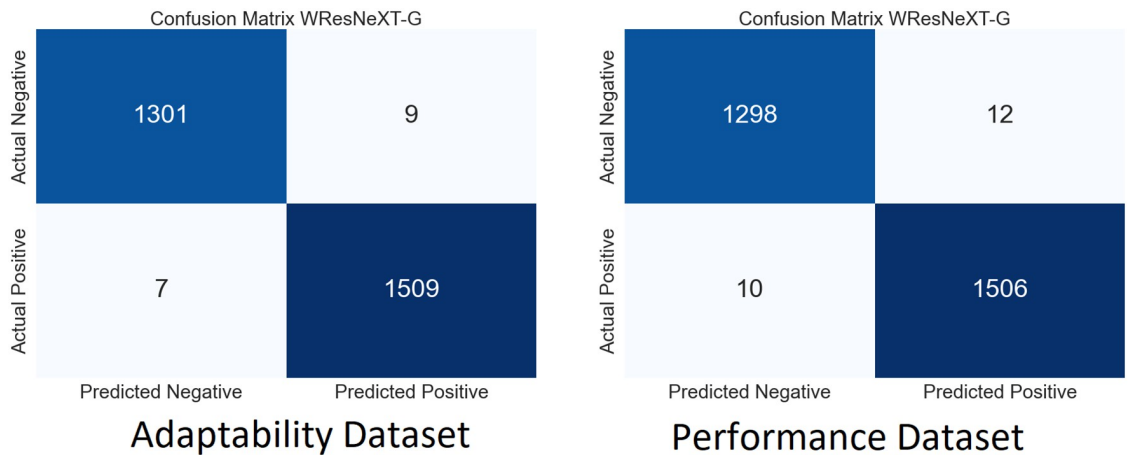 Confusion Matrix WResNeXT-G
Actual Negative
1301
9
Actual Positive
7
1509
Predicted Negative
Predicted Positive
Adaptability Dataset
Confusion Matrix WResNeXT-G
Actual Negative
1298
12
Actual Positive
10
1506
Predicted Negative
Predicted Positive
Performance Dataset